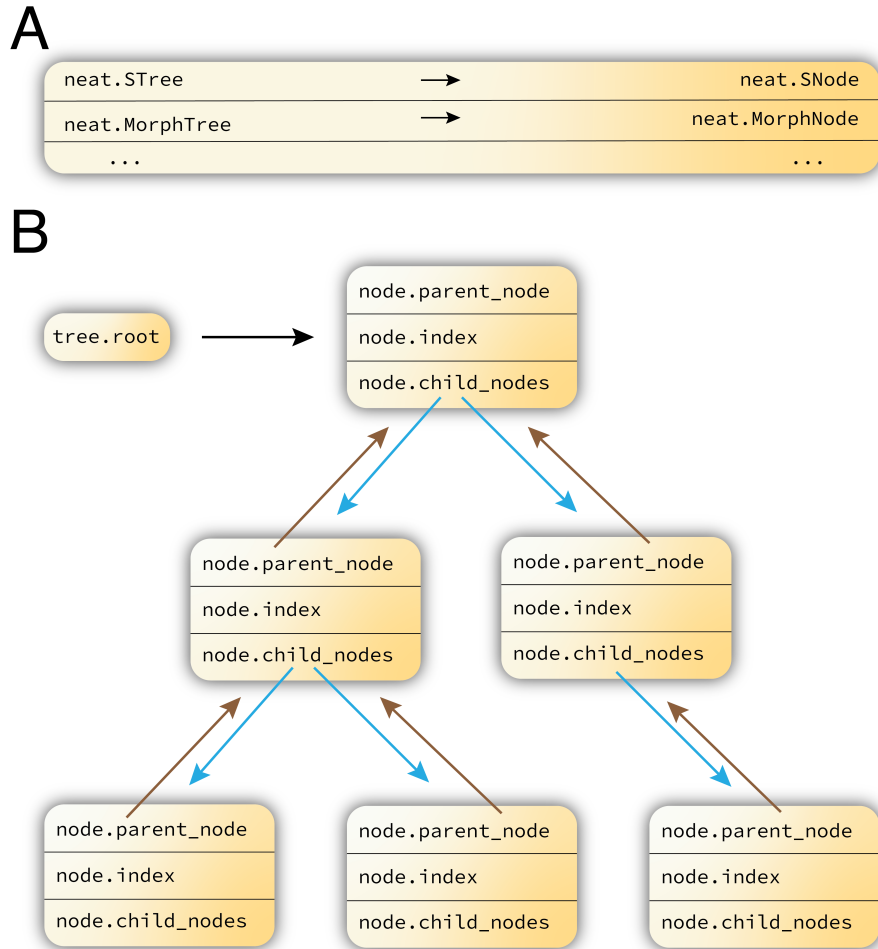 A
neat.STree neat.SNode
neat.MorphTree neat.MorphNode
... ...
B
tree.root
node.parent_node
node.index
node.child_nodes
node.parent_node
node.index
node.child_nodes
node.parent_node
node.index
node.child_nodes
node.parent_node
node.index
node.child_nodes
node.parent_node
node.index
node.child_nodes
node.parent_node
node.index
node.child_nodes